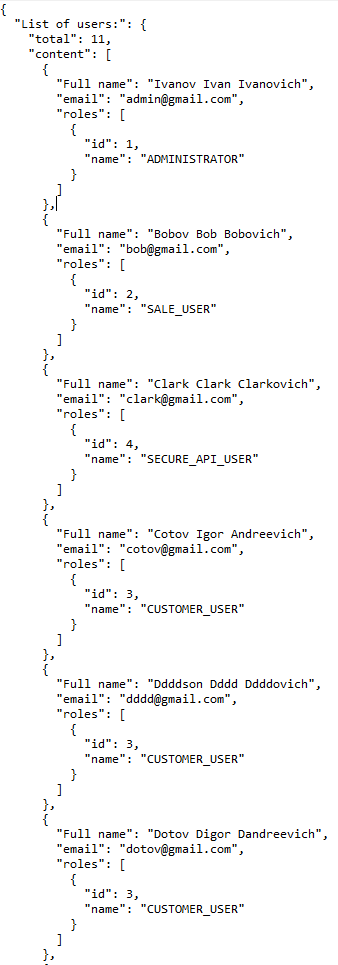 {
"List of users:": {
"total": 11,
"content": [
{
"Full name": "Ivanov Ivan Ivanovich",
"email": "admin@gmail.com",
"roles": [
{
"id": 1,
"name": "ADMINISTRATOR"
}
]
},
{
"Full name": "Bobov Bob Bobovich",
"email": "bob@gmail.com",
"roles": [
{
"id": 2,
"name": "SALE_USER"
}
]
},
{
"Full name": "Clark Clark Clarkovich",
"email": "clark@gmail.com",
"roles": [
{
"id": 4,
"name": "SECURE_API_USER"
}
]
},
{
"Full name": "Cotov Igor Andreevich",
"email": "cotov@gmail.com",
"roles": [
{
"id": 3,
"name": "CUSTOMER_USER"
}
]
},
{
"Full name": "Ddddson Dddd Ddddovich",
"email": "dddd@gmail.com",
"roles": [
{
"id": 3,
"name": "CUSTOMER_USER"
}
]
},
{
"Full name": "Dotov Digor Dandreevich",
"email": "dotov@gmail.com",
"roles": [
{
"id": 3,
"name": "CUSTOMER_USER"
}
]
},